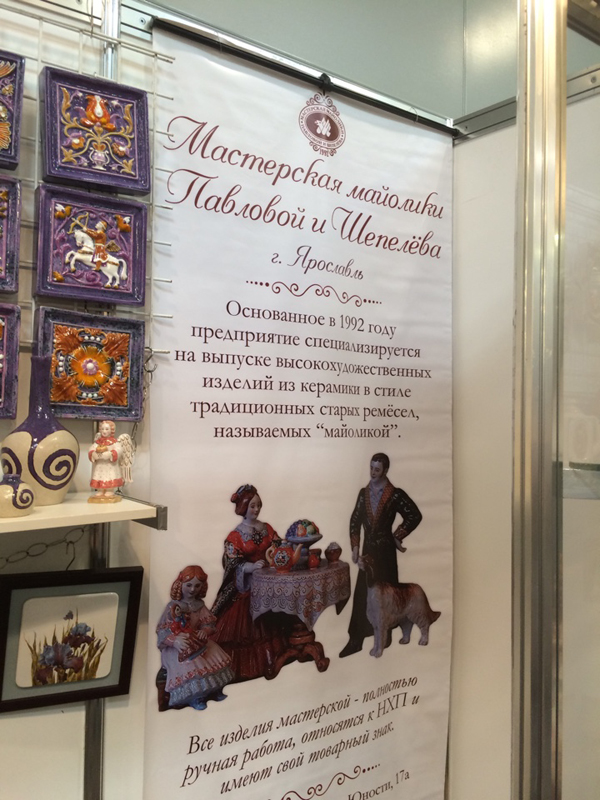 Мастерская майолики
Павловой и Шепелёва
г. Ярославль
Основанное в 1992 году
предприятие специализируется
на выпуске высокохудожественных
изделий из керамики в стиле
традиционных старых ремёсел,
называемых “майоликой”.
Все изделия мастерской - полностью
ручная работа, относятся к НХП и
имеют свой товарный знак.
Юности, 17а